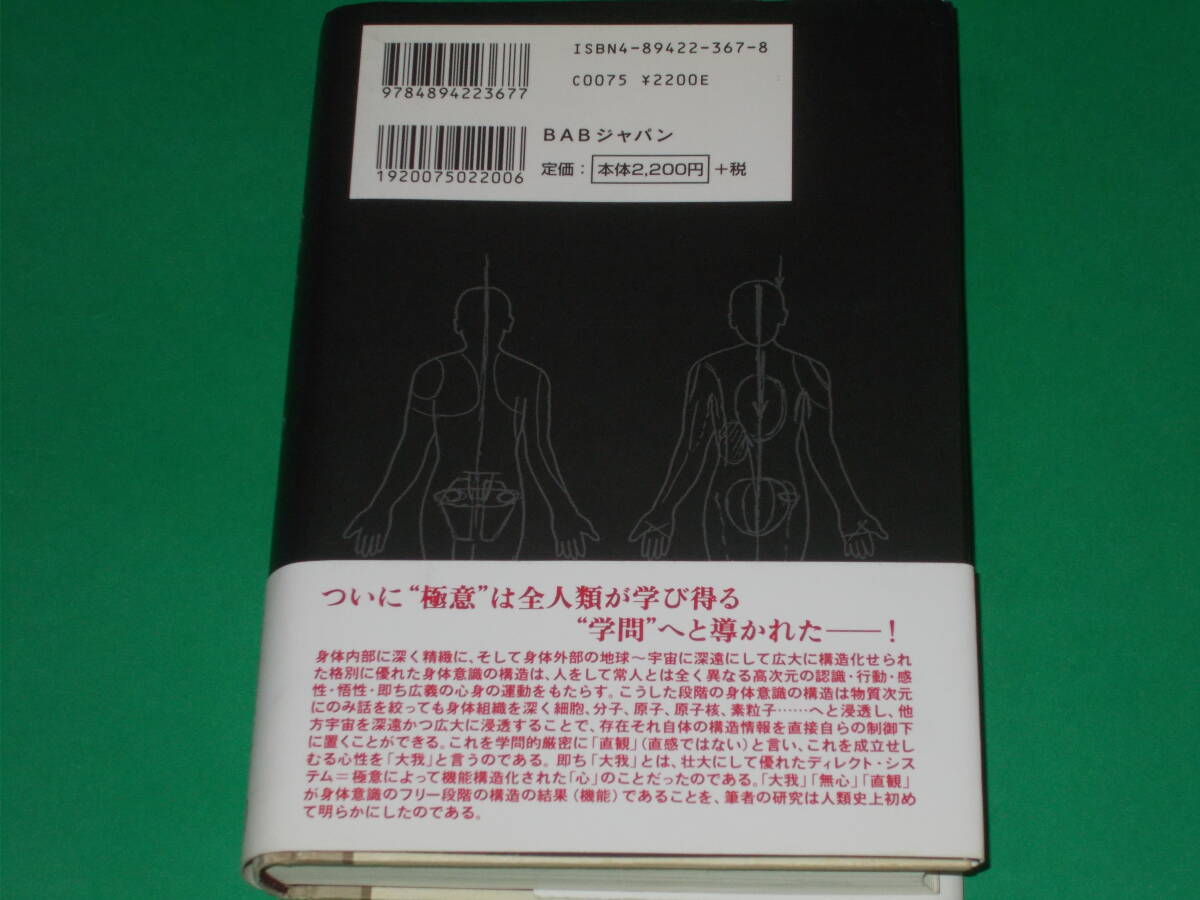 ISBN4-89422-367-8
9784894223677
C0075 ¥2200E
BABジャパン
1920075022006
定価： 本体2,200円 +税
ついに“極意”は全人類が学び得る
“学問”へと導かれた――！
身体内部に深く精緻に、そして身体外部の地球～宇宙に深遠にして広大に構造化せられ
た格別に優れた身体意識の構造は、人をして常人とは全く異なる高次元の認識・行動・感
性・悟性・即ち広義の心身の運動をもたらす。こうした段階の身体意識の構造は物質次元
にのみ話を絞っても身体組織を深く細胞、分子、原子、原子核、素粒子……へと浸透し、他
方宇宙を深遠かつ広大に浸透することで、存在それ自体の構造情報を直接自らの制御下
に置くことができる。これを学問的厳密に「直観」（直感ではない）と言い、これを成立せし
むる心性を「大我」と言うのである。即ち「大我」とは、壮大にして優れたディレクト・シス
テム＝極意によって機能構造化された「心」のことだったのである。「大我」「無心」「直観」
が身体意識のフリー段階の構造の結果（機能）であることを、筆者の研究は人類史上初め
て明らかにしたのである。